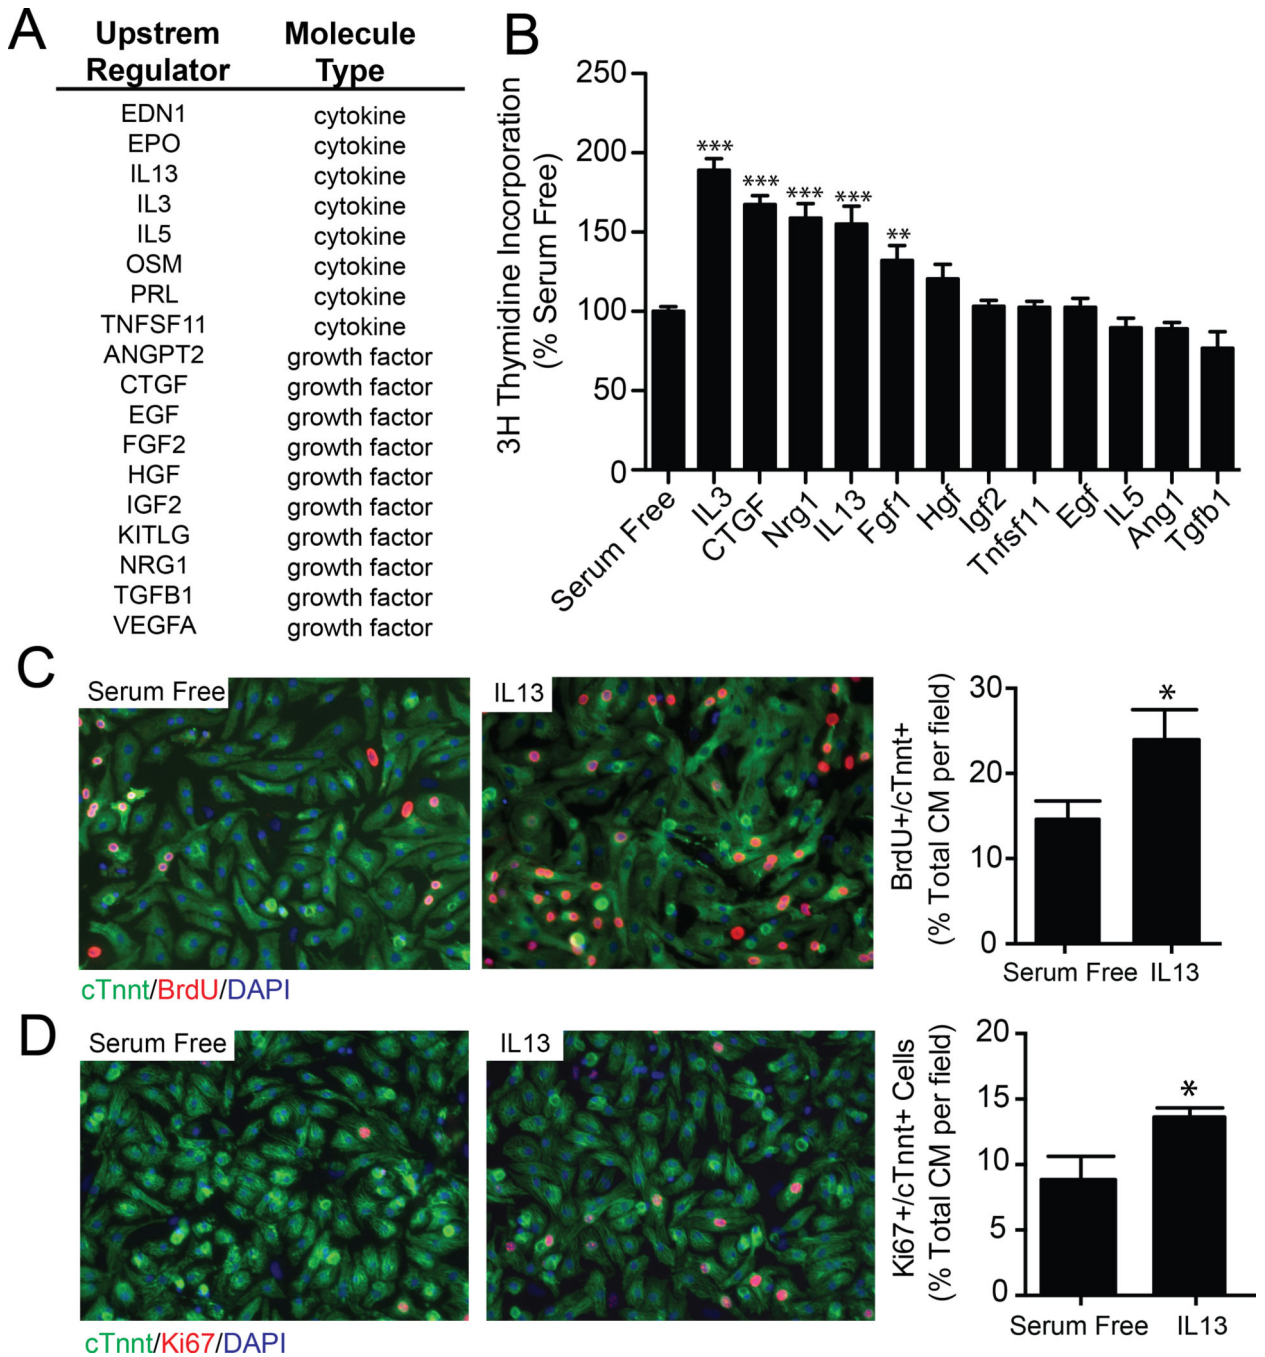 A
Upstrem Regulator
Molecule Type
EDN1 cytokine
EPO cytokine
IL13 cytokine
IL3 cytokine
IL5 cytokine
OSM cytokine
PRL cytokine
TNFSF11 cytokine
ANGPT2 growth factor
CTGF growth factor
EGF growth factor
FGF2 growth factor
HGF growth factor
IGF2 growth factor
KITLG growth factor
NRG1 growth factor
TGFB1 growth factor
VEGFA growth factor
B
3H Thymidine Incorporation
(% Serum Free)
250
200
150
100
50
0
***
***
***
***
**
Serum Free
IL3
CTGF
Nrg1
IL13
Fgf1
Hgf
Igf2
Tnfsf11
Egf
IL5
Ang1
Tgfb1
C
Serum Free
IL13
cTnnt/BrdU/DAPI
BrdU+/cTnnt+
(% Total CM per field)
30
20
10
0
*
Serum Free IL13
D
Serum Free
IL13
cTnnt/Ki67/DAPI
Ki67+/cTnnt+ Cells
(% Total CM per field)
20
15
10
5
0
*
Serum Free IL13